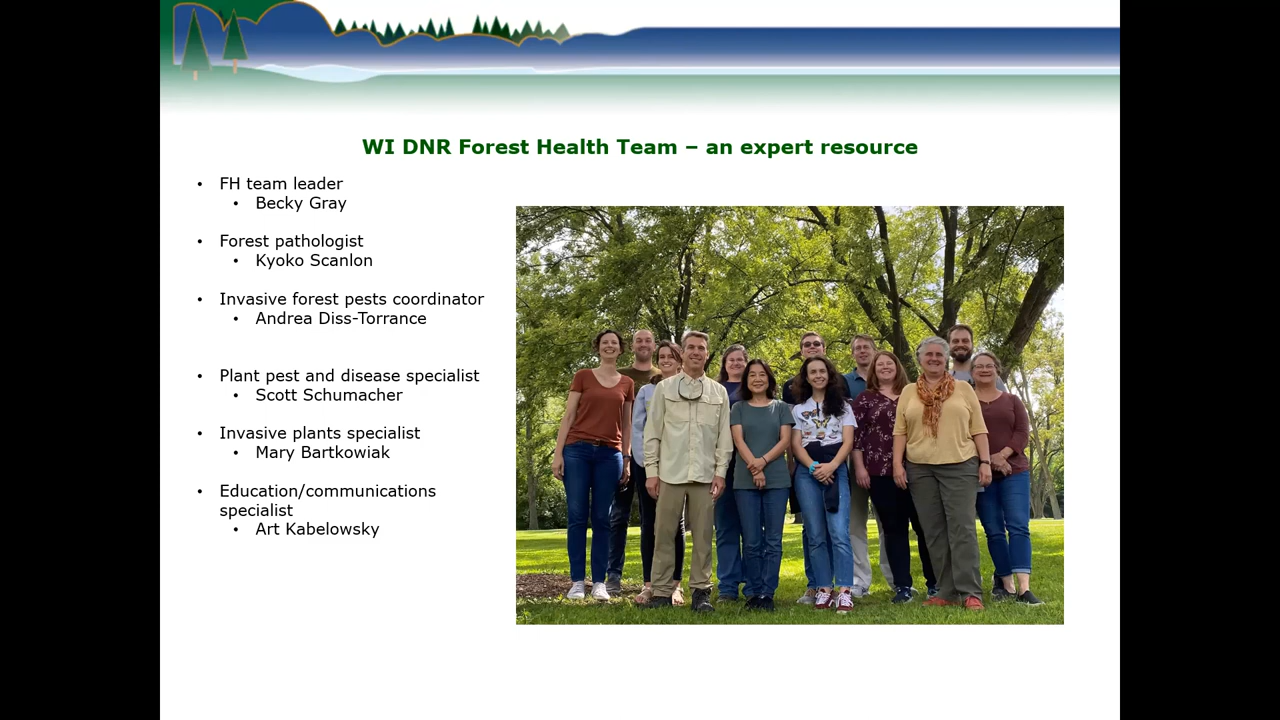 WI DNR Forest Health Team – an expert resource
• FH team leader
• Becky Gray
• Forest pathologist
• Kyoko Scanlon
• Invasive forest pests coordinator
• Andrea Diss-Torrance
• Plant pest and disease specialist
• Scott Schumacher
• Invasive plants specialist
• Mary Bartkowiak
• Education/communications
specialist
• Art Kabelowsky